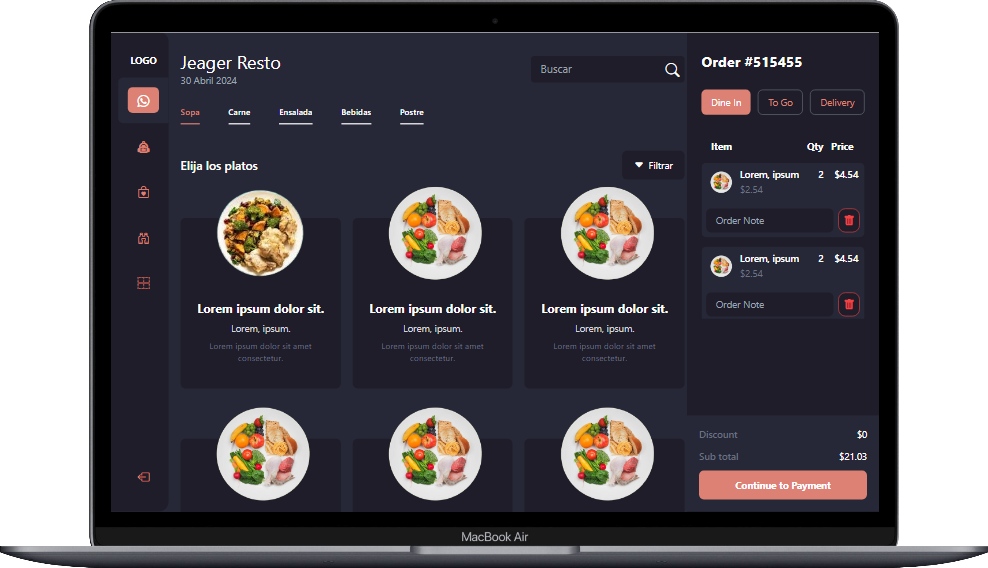 LOGO
Jeager Resto
30 Abril 2024
Buscar
Sopa
Carne
Ensalada
Bebidas
Postre
Elija los platos
Filtrar
Lorem ipsum dolor sit.
Lorem, ipsum.
Lorem ipsum dolor sit amet
consectetur.
Lorem ipsum dolor sit.
Lorem, ipsum.
Lorem ipsum dolor sit amet
consectetur.
Lorem ipsum dolor sit.
Lorem, ipsum.
Lorem ipsum dolor sit amet
consectetur.
Order #515455
Dine In
To Go
Delivery
Item Qty Price
Lorem, ipsum 2 $4.54
$2.54
Order Note
Lorem, ipsum 2 $4.54
$2.54
Order Note
Discount $0
Sub total $21.03
Continue to Payment
MacBook Air